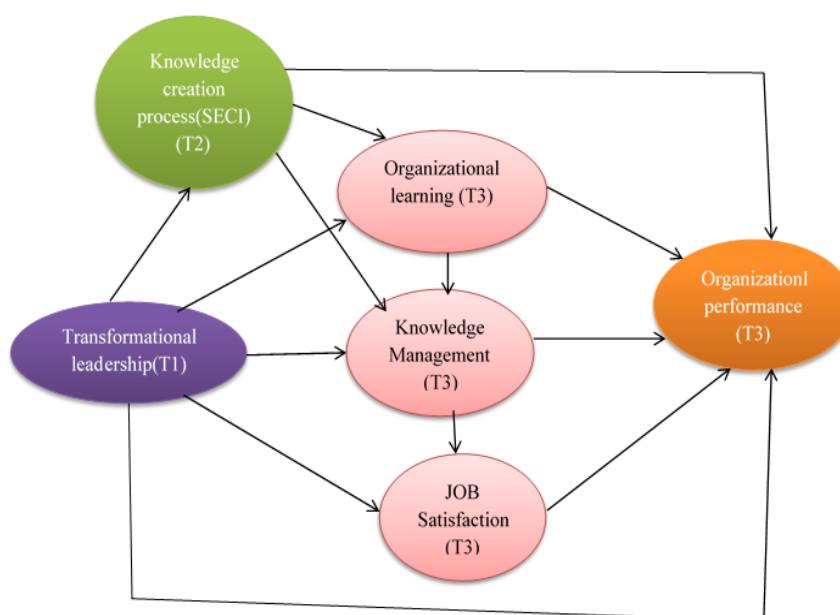 Knowledge
creation
process(SECI)
(T2)
Organizational
learning (T3)
Organizationl
performance
(T3)
Transformational
leadership(T1)
Knowledge
Management
(T3)
JOB
Satisfaction
(T3)